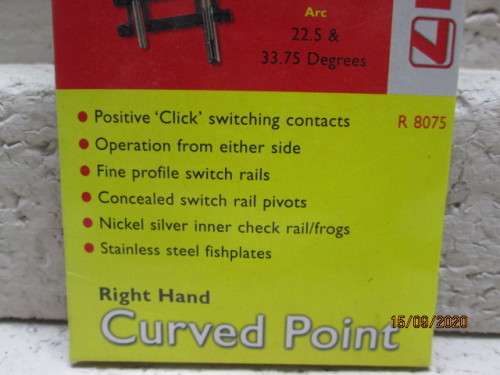 Arc
22.5 &
33.75 Degrees
Positive 'Click' switching contacts
R 8075
Operation from either side
Fine profile switch rails
Concealed switch rail pivots
Nickel silver inner check rail/frogs
Stainless steel fishplates
Right Hand
Curved Point
15/09/2020